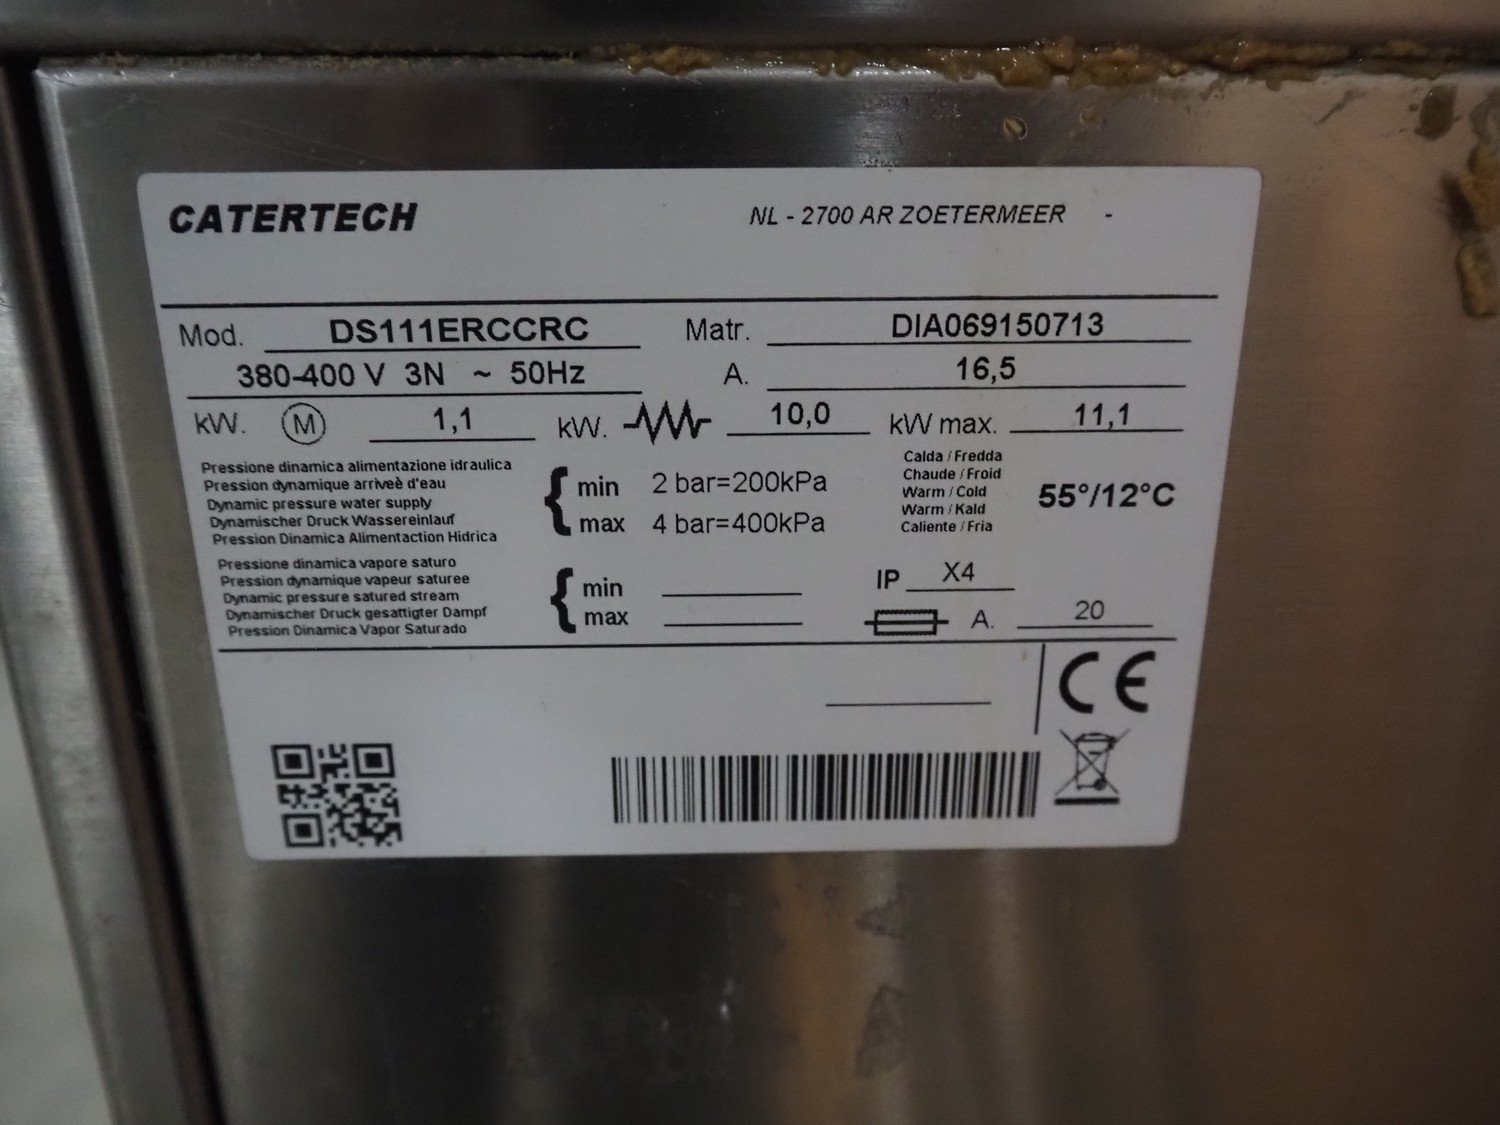 CATERTECH NL - 2700 AR ZOETERMEER -
Mod. DS111ERCCRC Matr. DIA069150713
380-400 V 3N ~ 50Hz A. 16,5
kW. M 1,1 kW. 10,0 kW max. 11,1
Pressione dinamica alimentazione idraulica
Pression dynamique arriveè d'eau
Dynamic pressure water supply
Dynamischer Druck Wassereinlauf
Pression Dinamica Alimentaction Hidrica
min 2 bar=200kPa
max 4 bar=400kPa
Calda / Fredda
Chaude / Froid
Warm / Cold
Warm / Kald
Caliente / Fria
55°/12°C
Pressione dinamica vapore saturo
Pression dynamique vapeur saturee
Dynamic pressure satured stream
Dynamischer Druck gesattigter Dampf
Pression Dinamica Vapor Saturado
min
max
IP X4
A. 20
CE